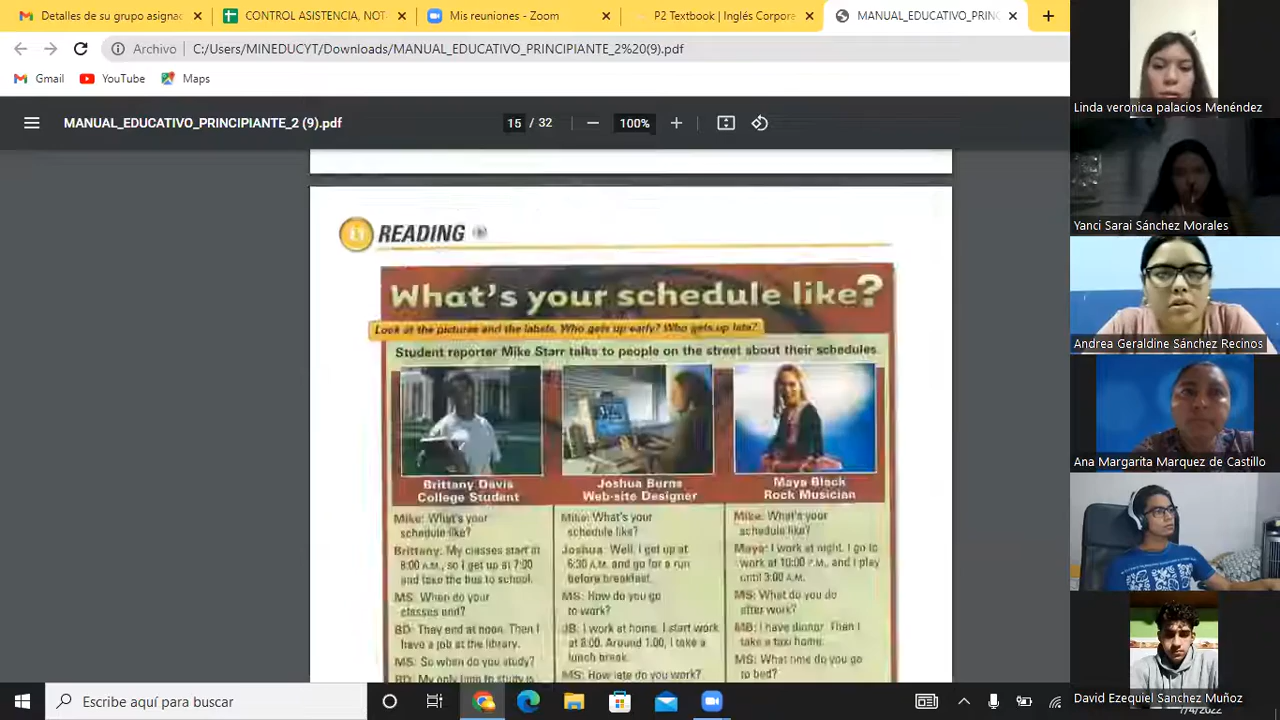 Detalles de su grupo asignac
CONTROL ASISTENCIA, NOT
Mis reuniones - Zoom
P2 Textbook | Inglés Corpora
MANUAL_EDUCATIVO_PRINC
Archivo
C:/Users/MINEDUCYT/Downloads/MANUAL_EDUCATIVO_PRINCIPIANTE_2%20(9).pdf
Gmail
YouTube
Maps
MANUAL_EDUCATIVO_PRINCIPIANTE_2 (9).pdf
15 / 32
100%
READING
What's your schedule like?
Look at the pictures and the labels. Who gets up early? Who gets up late?
Student reporter Mike Starr talks to people on the street about their schedules.
Brittany Davis
College Student
Mike: What's your
schedule like?
Brittany: My classes start at
8:00 A.M., so I get up at 7:00
and take the bus to school.
MS: When do your
classes end?
BD: They end at noon. Then I
have a job at the library.
MS: So when do you study?
BD: My only time to study is
Joshua Burns
Web-site Designer
Mike: What's your
schedule like?
Joshua: Well, I get up at
6:30 A.M. and go for a run
before breakfast.
MS: How do you go
to work?
JB: I work at home. I start work
at 8:00. Around 1:00, I take a
lunch break.
MS: How late do you work?
Maya Black
Rock Musician
Mike: What's your
schedule like?
Maya: I work at night. I go to
work at 10:00 P.M., and I play
until 3:00 A.M.
MS: What do you do
after work?
MB: I have dinner. Then I
take a taxi home.
MS: What time do you go
to bed?
Linda veronica palacios Menéndez
Yanci Sarai Sánchez Morales
Andrea Geraldine Sánchez Recinos
Ana Margarita Marquez de Castillo
David Ezequiel Sanchez Muñoz
Escribe aquí para buscar
7/4/2022